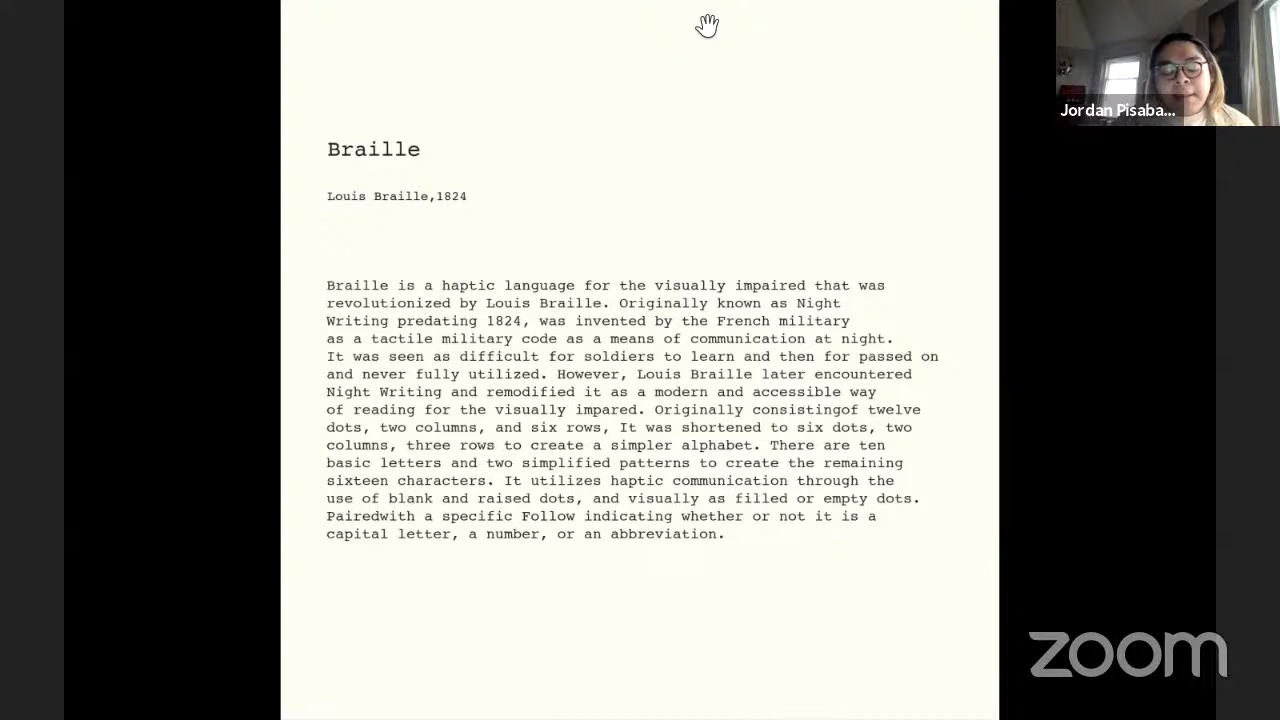 Braille
Louis Braille,1824
Braille is a haptic language for the visually impaired that was
revolutionized by Louis Braille. Originally known as Night
Writing predating 1824, was invented by the French military
as a tactile military code as a means of communication at night.
It was seen as difficult for soldiers to learn and then for passed on
and never fully utilized. However, Louis Braille later encountered
Night Writing and remodified it as a modern and accessible way
of reading for the visually impared. Originally consistingof twelve
dots, two columns, and six rows, It was shortened to six dots, two
columns, three rows to create a simpler alphabet. There are ten
basic letters and two simplified patterns to create the remaining
sixteen characters. It utilizes haptic communication through the
use of blank and raised dots, and visually as filled or empty dots.
Pairedwith a specific Follow indicating whether or not it is a
capital letter, a number, or an abbreviation.
Jordan Pisaba...
zoom